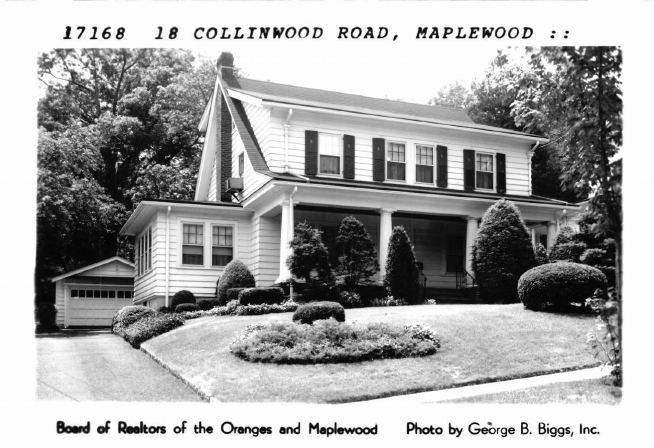 17168 18 COLLINWOOD ROAD, MAPLEWOOD ::
Board of Realtors of the Oranges and Maplewood Photo by George B. Biggs, Inc.